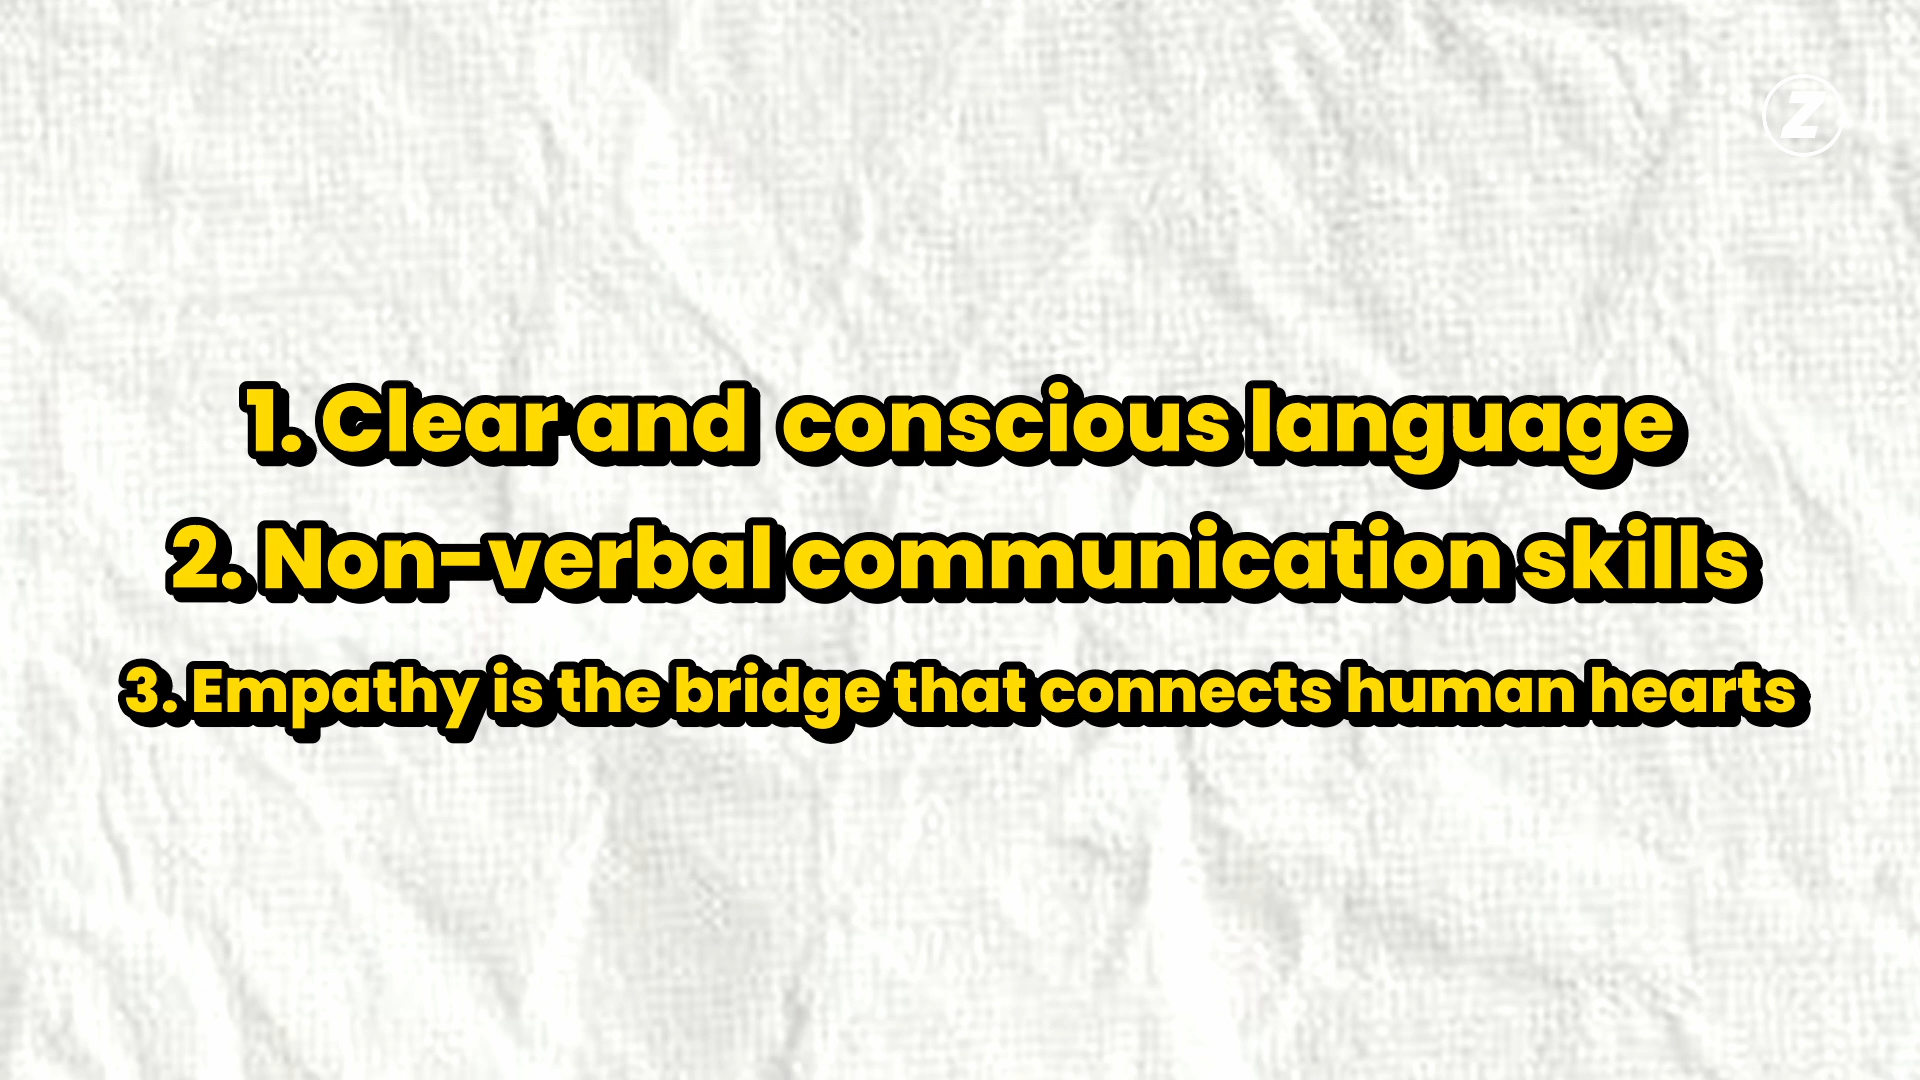 Z
1. Clear and conscious language
2. Non-verbal communication skills
3. Empathy is the bridge that connects human hearts